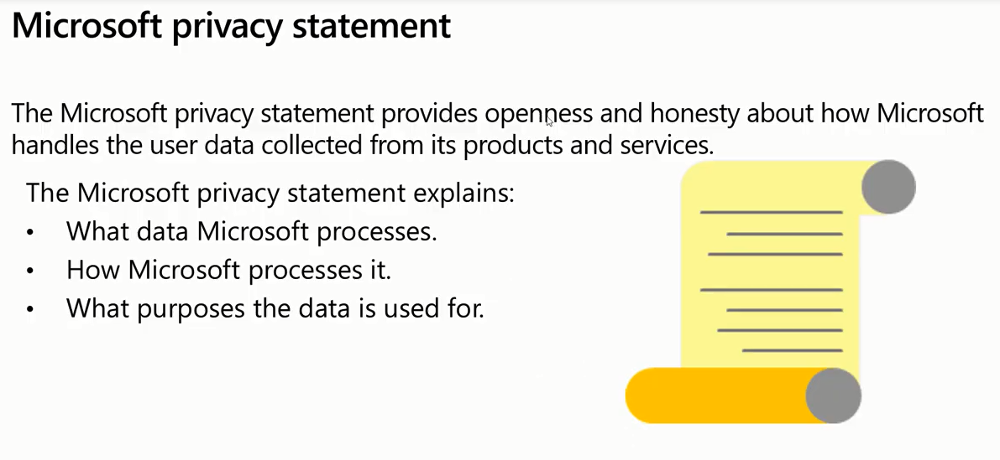 Microsoft privacy statement
The Microsoft privacy statement provides openness and honesty about how Microsoft
handles the user data collected from its products and services.
The Microsoft privacy statement explains:
• What data Microsoft processes.
• How Microsoft processes it.
• What purposes the data is used for.